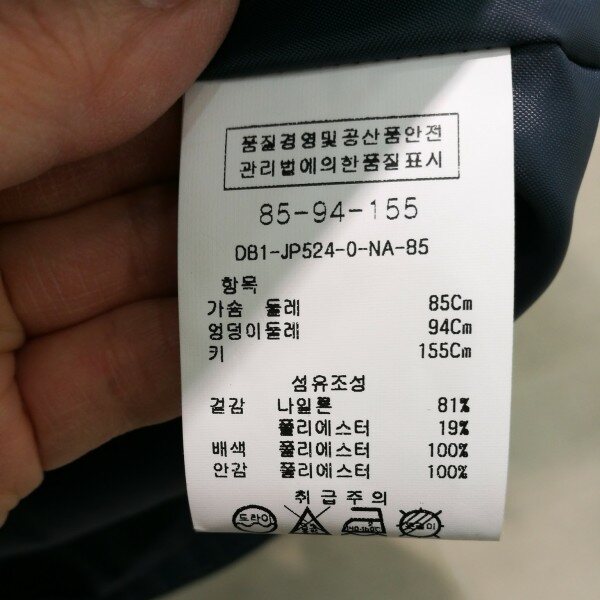 품질경영및공산품안전
관리법에의한품질표시
85-94-155
DB1-JP524-0-NA-85
항목
가슴 둘레 85Cm
엉덩이둘레 94Cm
키 155Cm
섬유조성
겉감 나일론 81%
폴리에스터 19%
배색 폴리에스터 100%
안감 폴리에스터 100%
취급주의
드라이